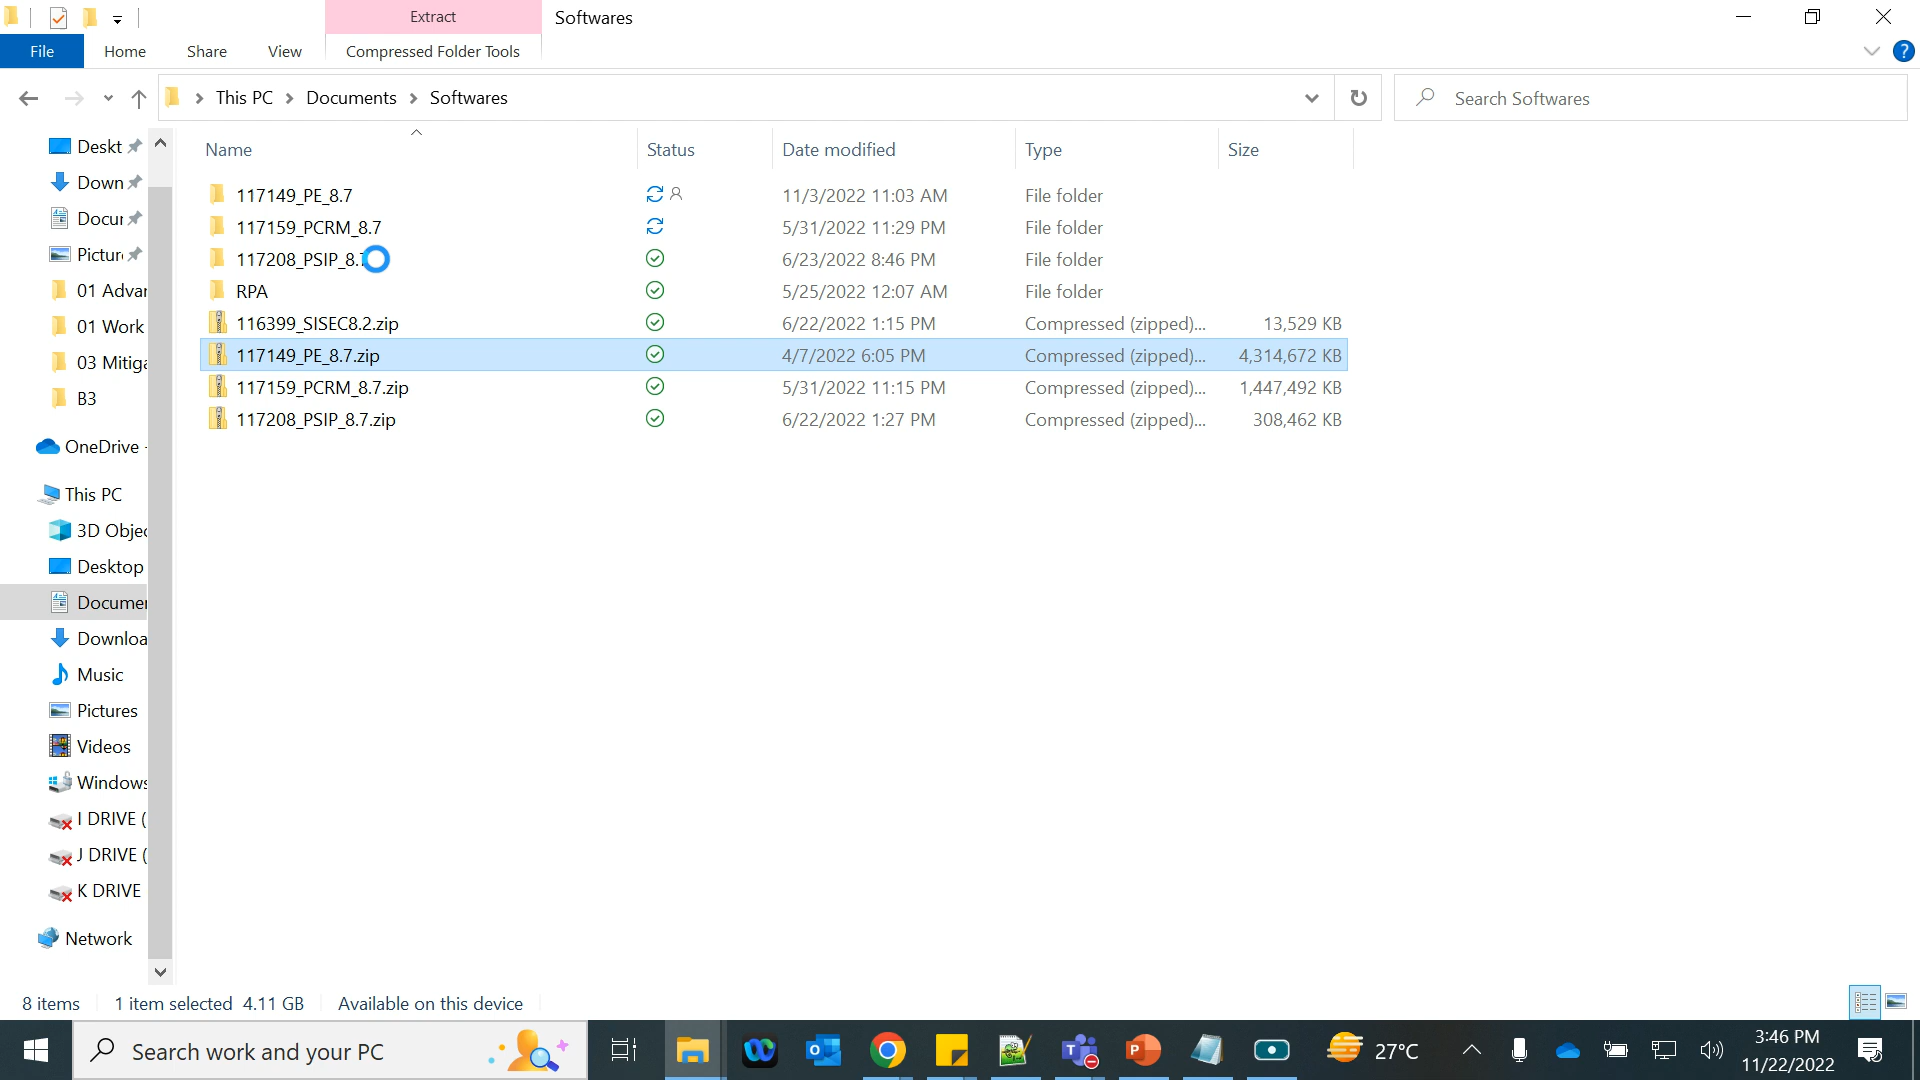 Extract
Softwares
File
Home
Share
View
Compressed Folder Tools
?
This PC
Documents
Softwares
Search Softwares
Name
Status
Date modified
Type
Size
117149_PE_8.7 11/3/2022 11:03 AM File folder
117159_PCRM_8.7 5/31/2022 11:29 PM File folder
117208_PSIP_8.7 6/23/2022 8:46 PM File folder
RPA 5/25/2022 12:07 AM File folder
116399_SISEC8.2.zip 6/22/2022 1:15 PM Compressed (zipped)... 13,529 KB
117149_PE_8.7.zip 4/7/2022 6:05 PM Compressed (zipped)... 4,314,672 KB
117159_PCRM_8.7.zip 5/31/2022 11:15 PM Compressed (zipped)... 1,447,492 KB
117208_PSIP_8.7.zip 6/22/2022 1:27 PM Compressed (zipped)... 308,462 KB
Deskt
Down
Docur
Pictur
01 Advar
01 Work
03 Mitiga
B3
OneDrive -
This PC
3D Objec
Desktop
Documer
Downloa
Music
Pictures
Videos
Windows
I DRIVE (
J DRIVE (
K DRIVE
Network
8 items
1 item selected 4.11 GB
Available on this device
Search work and your PC
27°C
3:46 PM
11/22/2022